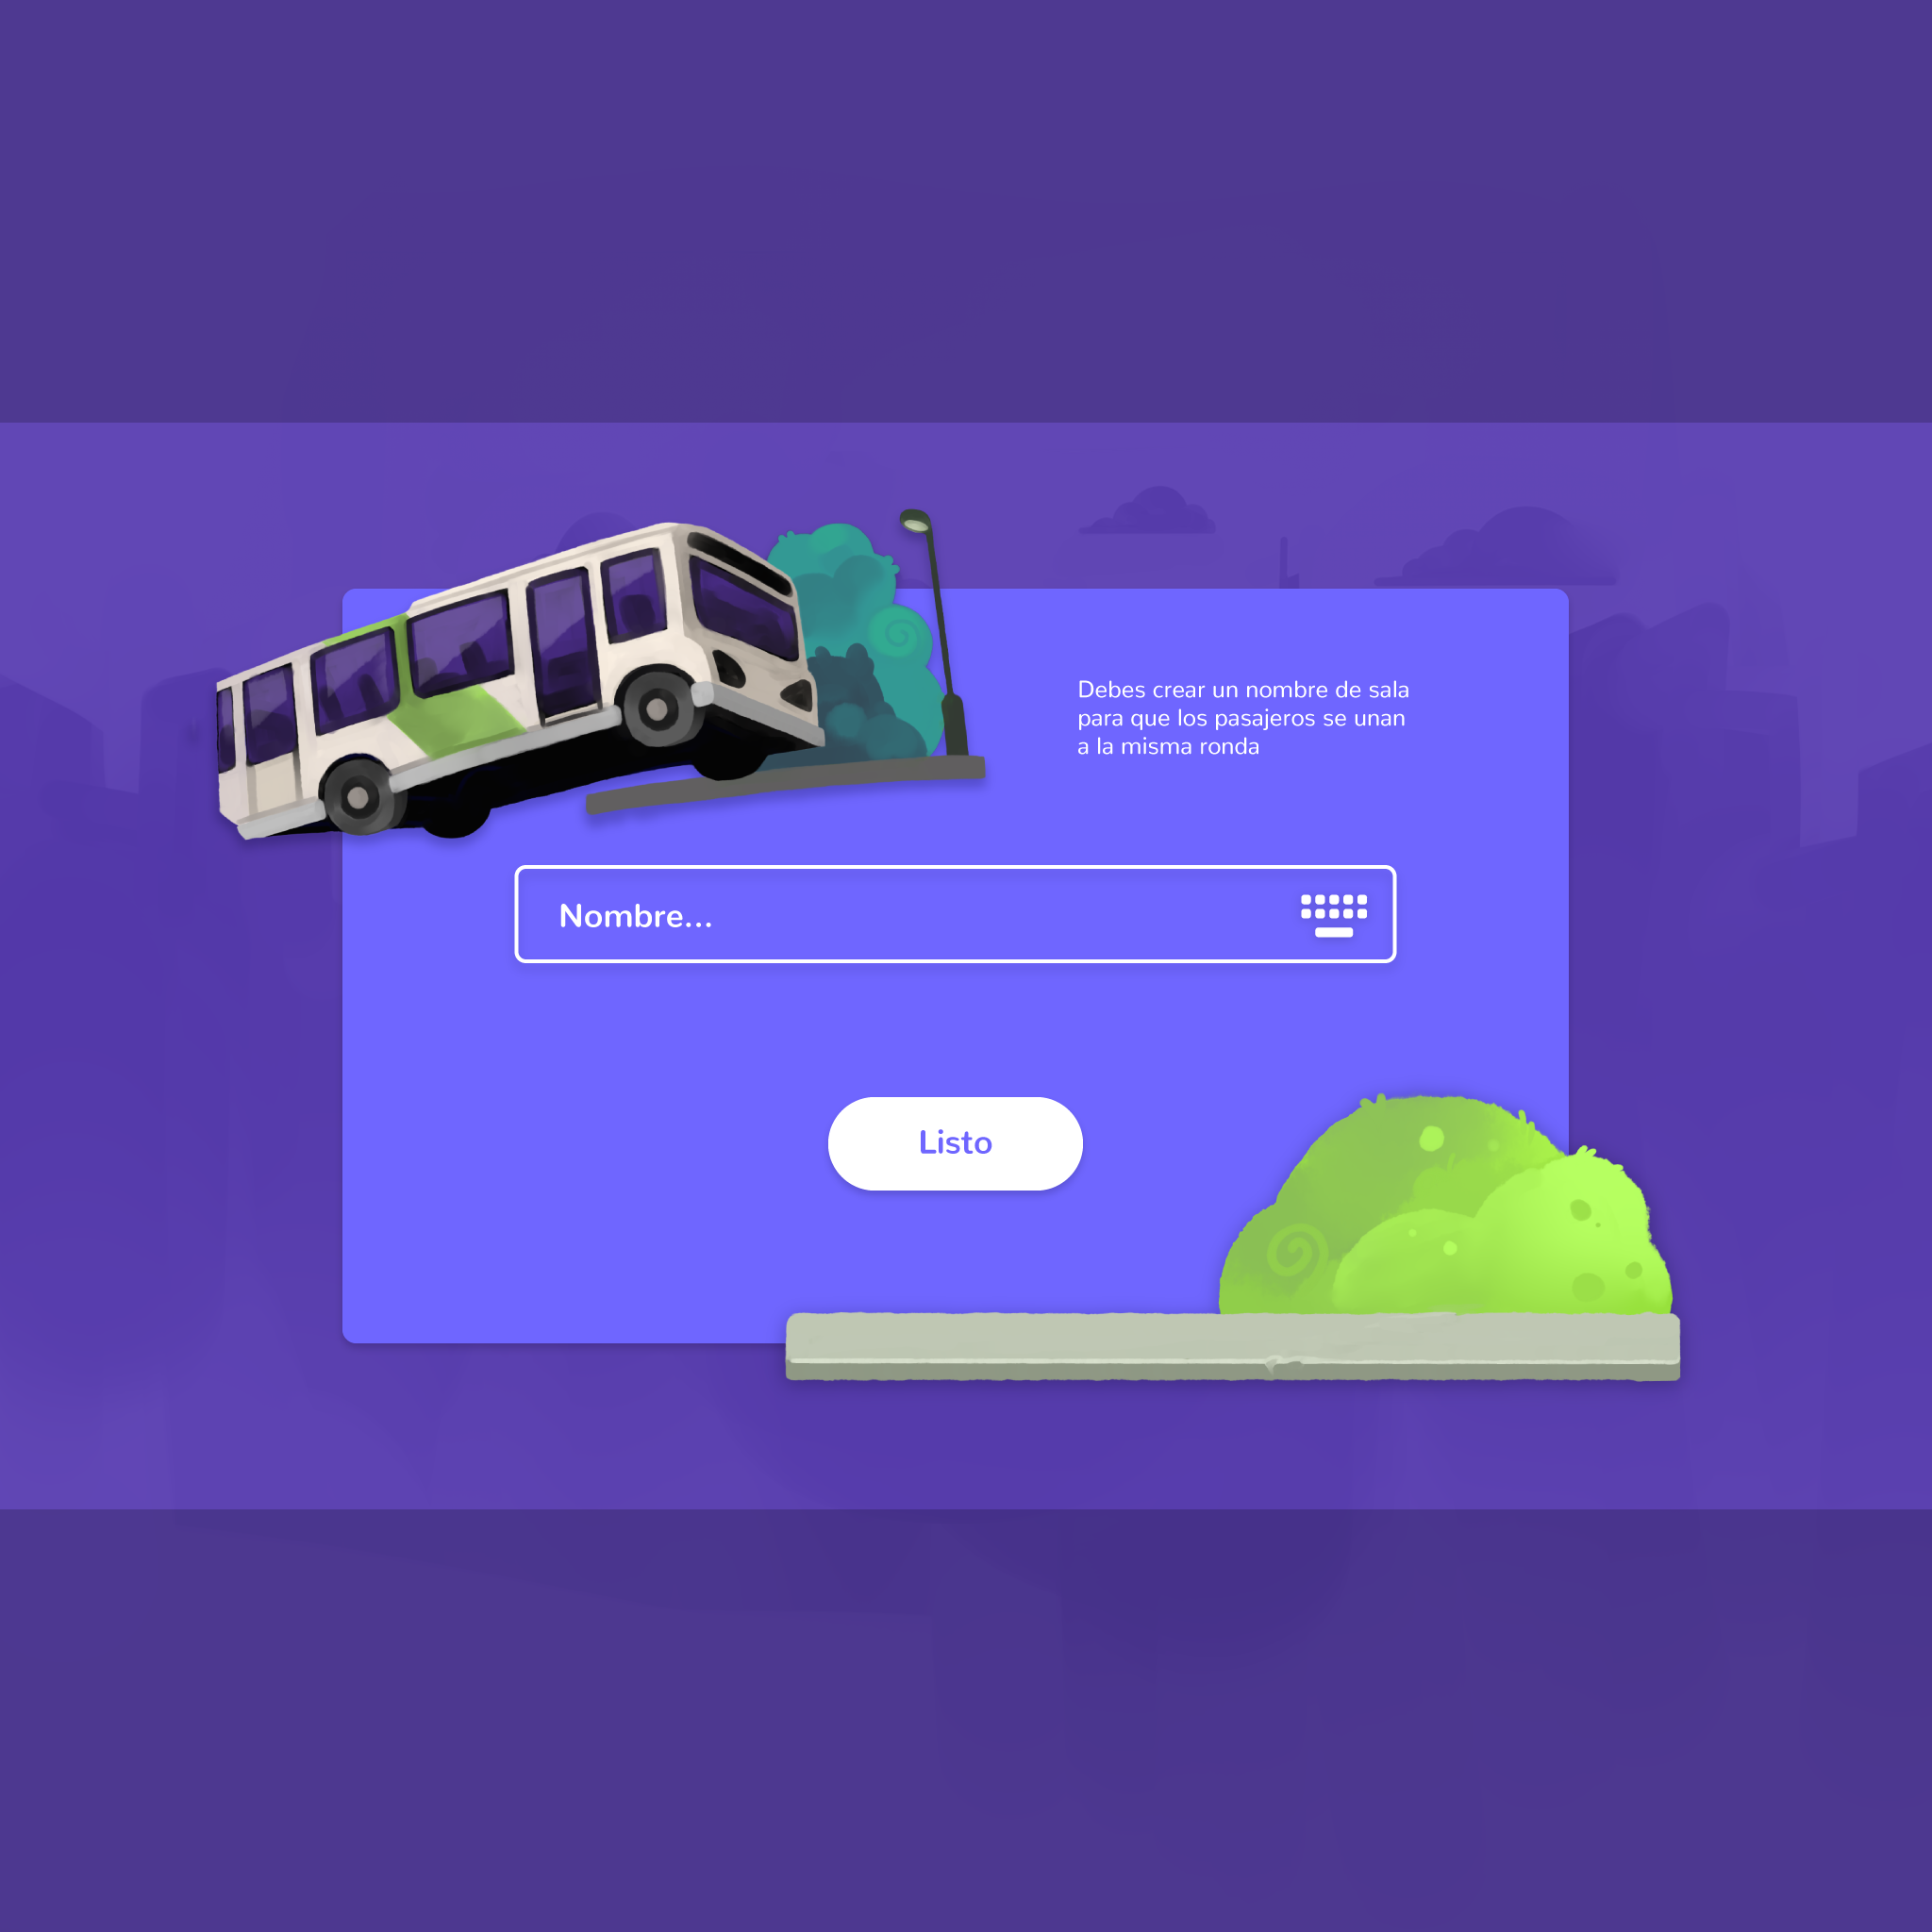 Debes crear un nombre de sala
para que los pasajeros se unan
a la misma ronda
Nombre...
Listo